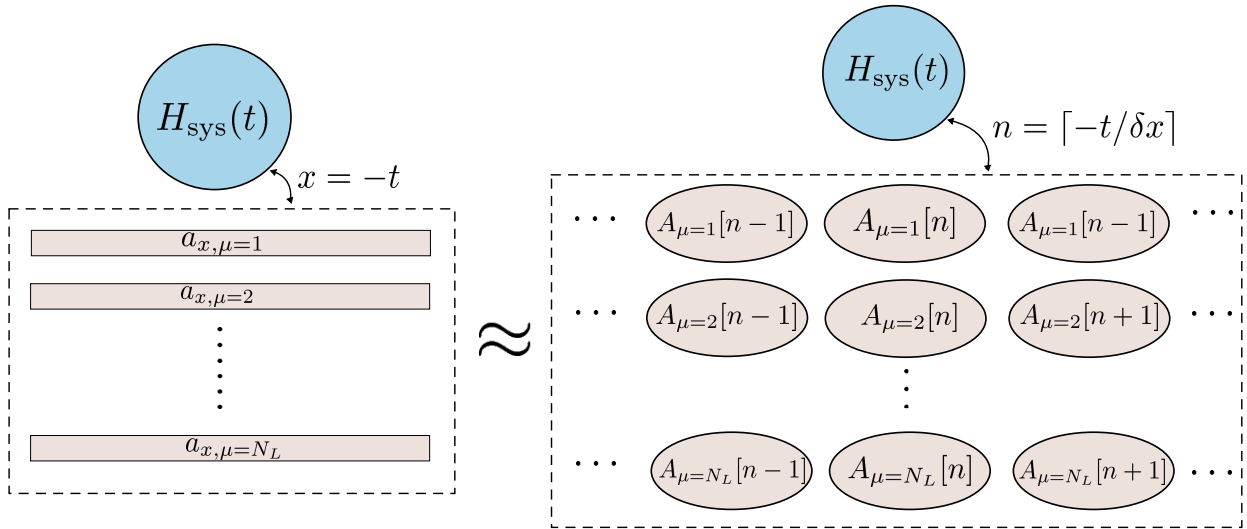 H_sys(t)
x = −t
a_{x,μ=1}
a_{x,μ=2}
a_{x,μ=N_L}
≈
H_sys(t)
n = ⌈−t/δx⌉
··· A_{μ=1}[n − 1] A_{μ=1}[n] A_{μ=1}[n − 1] ···
··· A_{μ=2}[n − 1] A_{μ=2}[n] A_{μ=2}[n + 1] ···
··· A_{μ=N_L}[n − 1] A_{μ=N_L}[n] A_{μ=N_L}[n + 1] ···